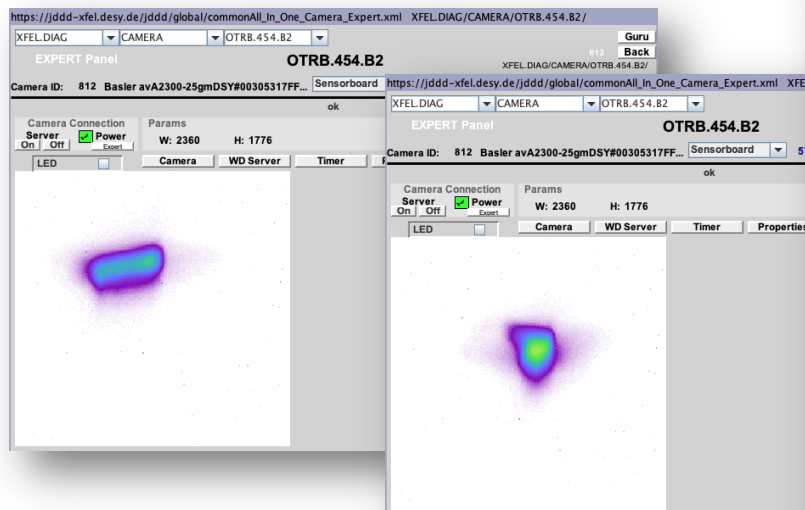 https://jddd-xfel.desy.de/jddd/global/commonAll_In_One_Camera_Expert.xml XFEL.DIAG/CAMERA/OTRB.454.B2/
XFEL.DIAG CAMERA OTRB.454.B2 Guru
812 Back
EXPERT Panel OTRB.454.B2
XFEL.DIAG/CAMERA/OTRB.454.B2/
Camera ID: 812 Basler avA2300-25gmDSY#00305317FF... Sensorboard
ok
Camera Connection Params
Server Power
On Off Expert W: 2360 H: 1776
LED Camera WD Server Timer
https://jddd-xfel.desy.de/jddd/global/commonAll_In_One_Camera_Expert.xml XFE
XFEL.DIAG CAMERA OTRB.454.B2
EXPERT Panel OTRB.454.B2
Camera ID: 812 Basler avA2300-25gmDSY#00305317FF... Sensorboard
ok
Camera Connection Params
Server Power
On Off Expert W: 2360 H: 1776
LED Camera WD Server Timer Properties